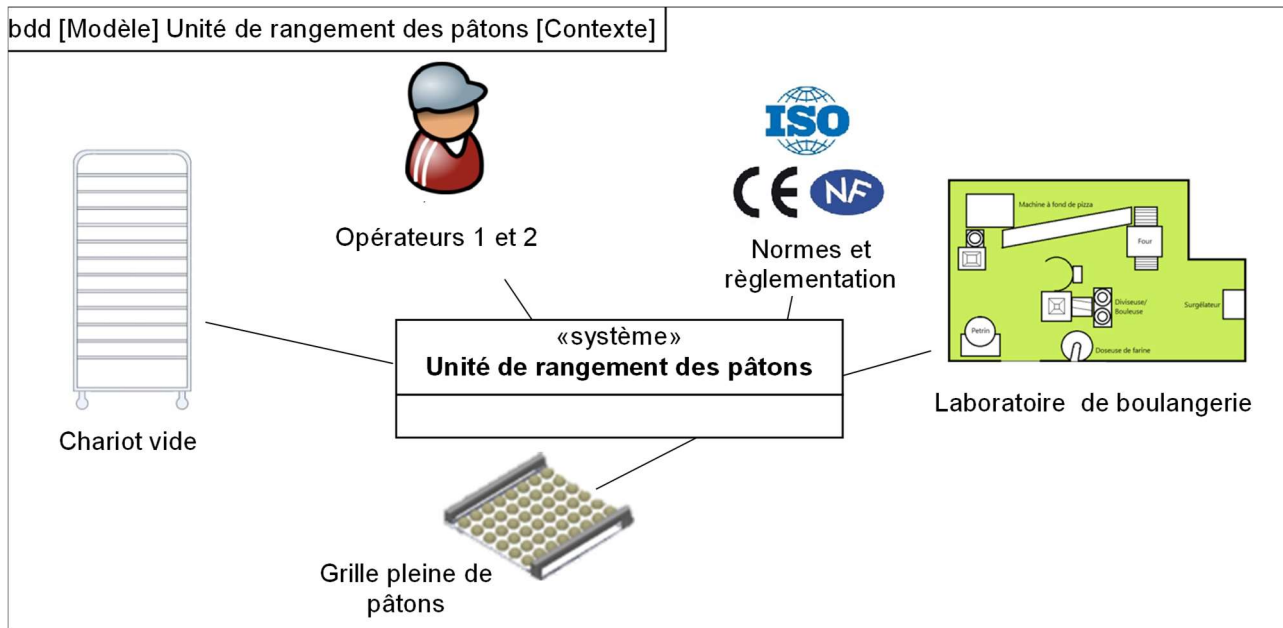 bdd [Modèle] Unité de rangement des pâtons [Contexte]
ISO
CE NF
Opérateurs 1 et 2
Normes et
règlementation
Machine à fond de pizza
Four
Diviseuse/
Bouleuse
Surgélateur
Petrin
Doseuse de farine
«système»
Unité de rangement des pâtons
Laboratoire de boulangerie
Chariot vide
Grille pleine de
pâtons